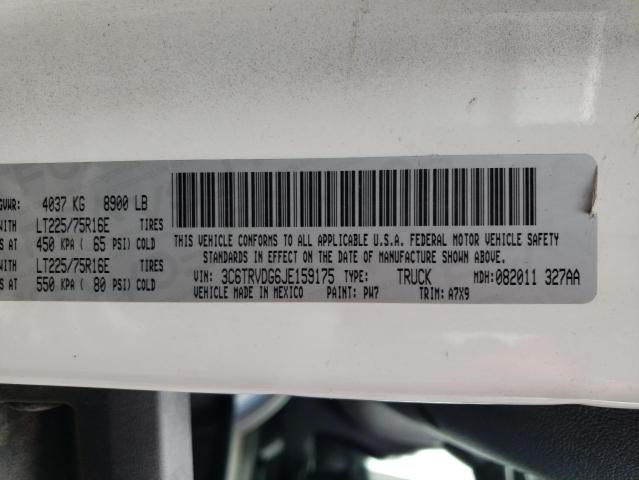 GVWR: 4037 KG 8900 LB
WITH LT225/75R16E TIRES
S AT 450 KPA ( 65 PSI) COLD
WITH LT225/75R16E TIRES
S AT 550 KPA ( 80 PSI) COLD
THIS VEHICLE CONFORMS TO ALL APPLICABLE U.S.A. FEDERAL MOTOR VEHICLE SAFETY
STANDARDS IN EFFECT ON THE DATE OF MANUFACTURE SHOWN ABOVE.
VIN: 3C6TRVDG6JE159175 TYPE: TRUCK MDH: 082011 327AA
VEHICLE MADE IN MEXICO PAINT: PW7 TRIM: A7X9